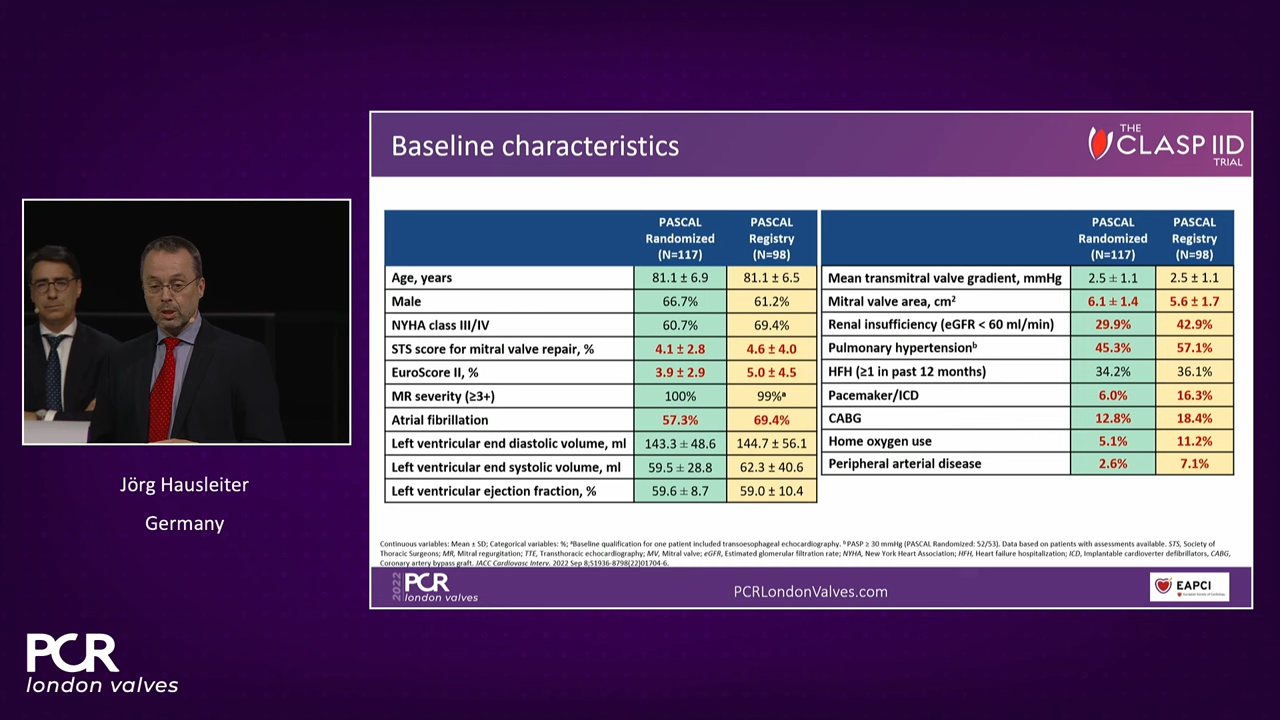 Baseline characteristics
THE
CLASP IID
TRIAL
PASCAL Randomized (N=117) PASCAL Registry (N=98)
Age, years 81.1 ± 6.9 81.1 ± 6.5
Male 66.7% 61.2%
NYHA class III/IV 60.7% 69.4%
STS score for mitral valve repair, % 4.1 ± 2.8 4.6 ± 4.0
EuroScore II, % 3.9 ± 2.9 5.0 ± 4.5
MR severity (≥3+) 100% 99%ᵃ
Atrial fibrillation 57.3% 69.4%
Left ventricular end diastolic volume, ml 143.3 ± 48.6 144.7 ± 56.1
Left ventricular end systolic volume, ml 59.5 ± 28.8 62.3 ± 40.6
Left ventricular ejection fraction, % 59.6 ± 8.7 59.0 ± 10.4
PASCAL Randomized (N=117) PASCAL Registry (N=98)
Mean transmitral valve gradient, mmHg 2.5 ± 1.1 2.5 ± 1.1
Mitral valve area, cm² 6.1 ± 1.4 5.6 ± 1.7
Renal insufficiency (eGFR < 60 ml/min) 29.9% 42.9%
Pulmonary hypertensionᵇ 45.3% 57.1%
HFH (≥1 in past 12 months) 34.2% 36.1%
Pacemaker/ICD 6.0% 16.3%
CABG 12.8% 18.4%
Home oxygen use 5.1% 11.2%
Peripheral arterial disease 2.6% 7.1%
Continuous variables: Mean ± SD; Categorical variables: %; ᵃBaseline qualification for one patient included transoesophageal echocardiography. ᵇ PASP ≥ 30 mmHg (PASCAL Randomized: 52/53). Data based on patients with assessments available. STS, Society of
Thoracic Surgeons; MR, Mitral regurgitation; TTE, Transthoracic echocardiography; MV, Mitral valve; eGFR, Estimated glomerular filtration rate; NYHA, New York Heart Association; HFH, Heart failure hospitalization; ICD, Implantable cardioverter defibrillators, CABG,
Coronary artery bypass graft. JACC Cardiovasc Interv. 2022 Sep 8;S1936-8798(22)01704-6.
2022
PCR
london valves
PCRLondonValves.com
EAPCI
Jörg Hausleiter
Germany
PCR
london valves